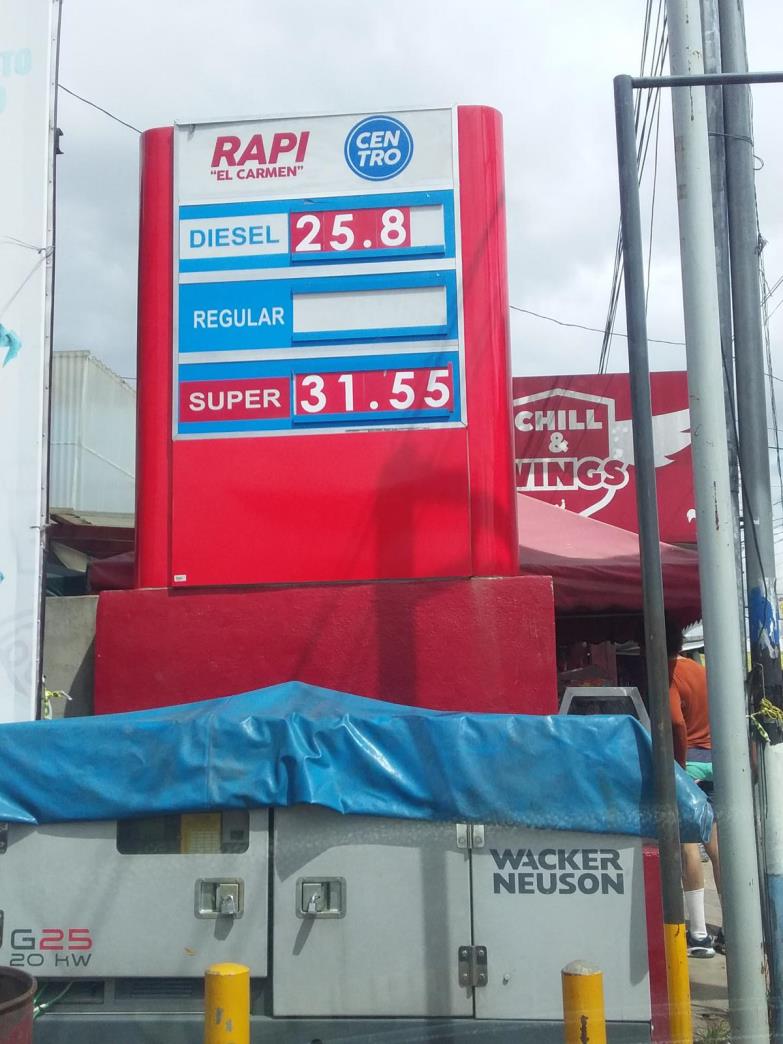 RAPI
"EL CARMEN"
CEN
TRO
DIESEL 25.8
REGULAR
SUPER 31.55
CHILL
&
WINGS
WACKER
NEUSON
G25
20 KW